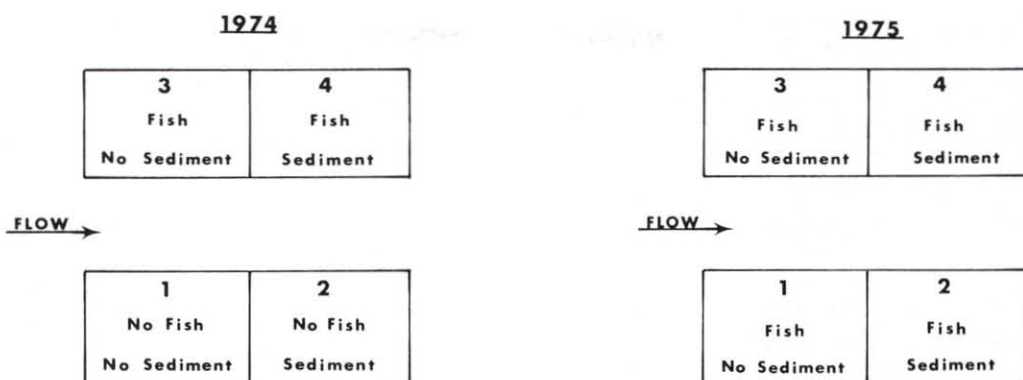 1974
3
Fish
No Sediment
4
Fish
Sediment
FLOW
1
No Fish
No Sediment
2
No Fish
Sediment
1975
3
Fish
No Sediment
4
Fish
Sediment
FLOW
1
Fish
No Sediment
2
Fish
Sediment